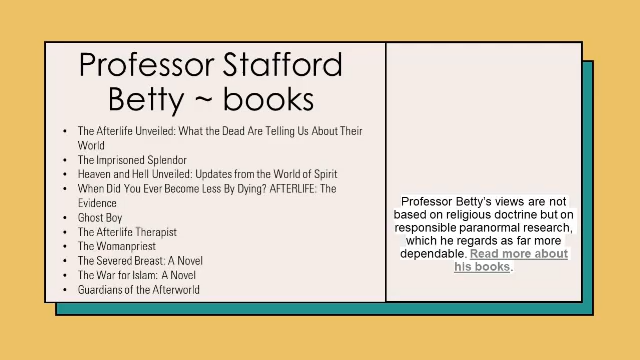 Professor Stafford
Betty ~ books
• The Afterlife Unveiled: What the Dead Are Telling Us About Their
World
• The Imprisoned Splendor
• Heaven and Hell Unveiled: Updates from the World of Spirit
• When Did You Ever Become Less By Dying? AFTERLIFE: The
Evidence
• Ghost Boy
• The Afterlife Therapist
• The Womanpriest
• The Severed Breast: A Novel
• The War for Islam: A Novel
• Guardians of the Afterworld
Professor Betty's views are not
based on religious doctrine but on
responsible paranormal research,
which he regards as far more
dependable. Read more about
his books.